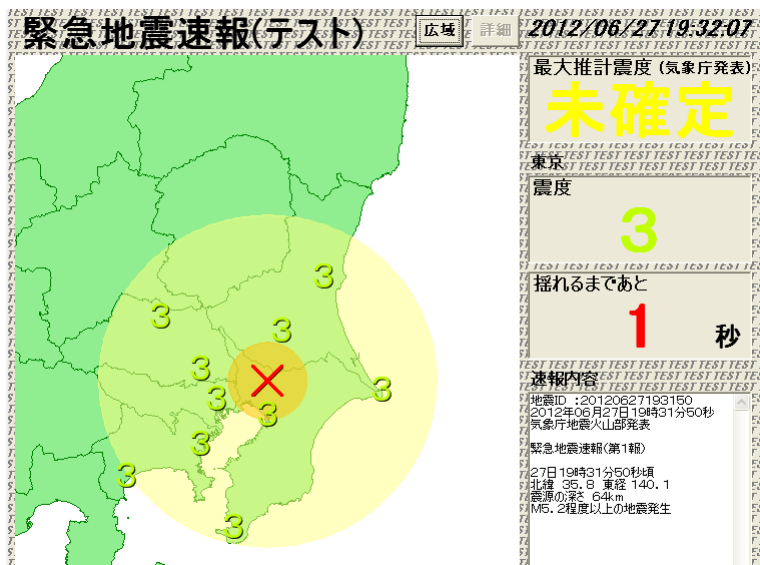 緊急地震速報(テスト)
広域
詳細
2012/06/27 19:32:07
最大推計震度 (気象庁発表)
未確定
東京
震度
3
揺れるまであと
1 秒
速報内容
地震ID :20120627193150
2012年06月27日19時31分50秒
気象庁地震火山部発表
緊急地震速報(第1報)
27日19時31分50秒頃
北緯 35.8 東経 140.1
震源の深さ 64km
M5.2程度以上の地震発生
3
3
3
3
3
3
3
3
3
3